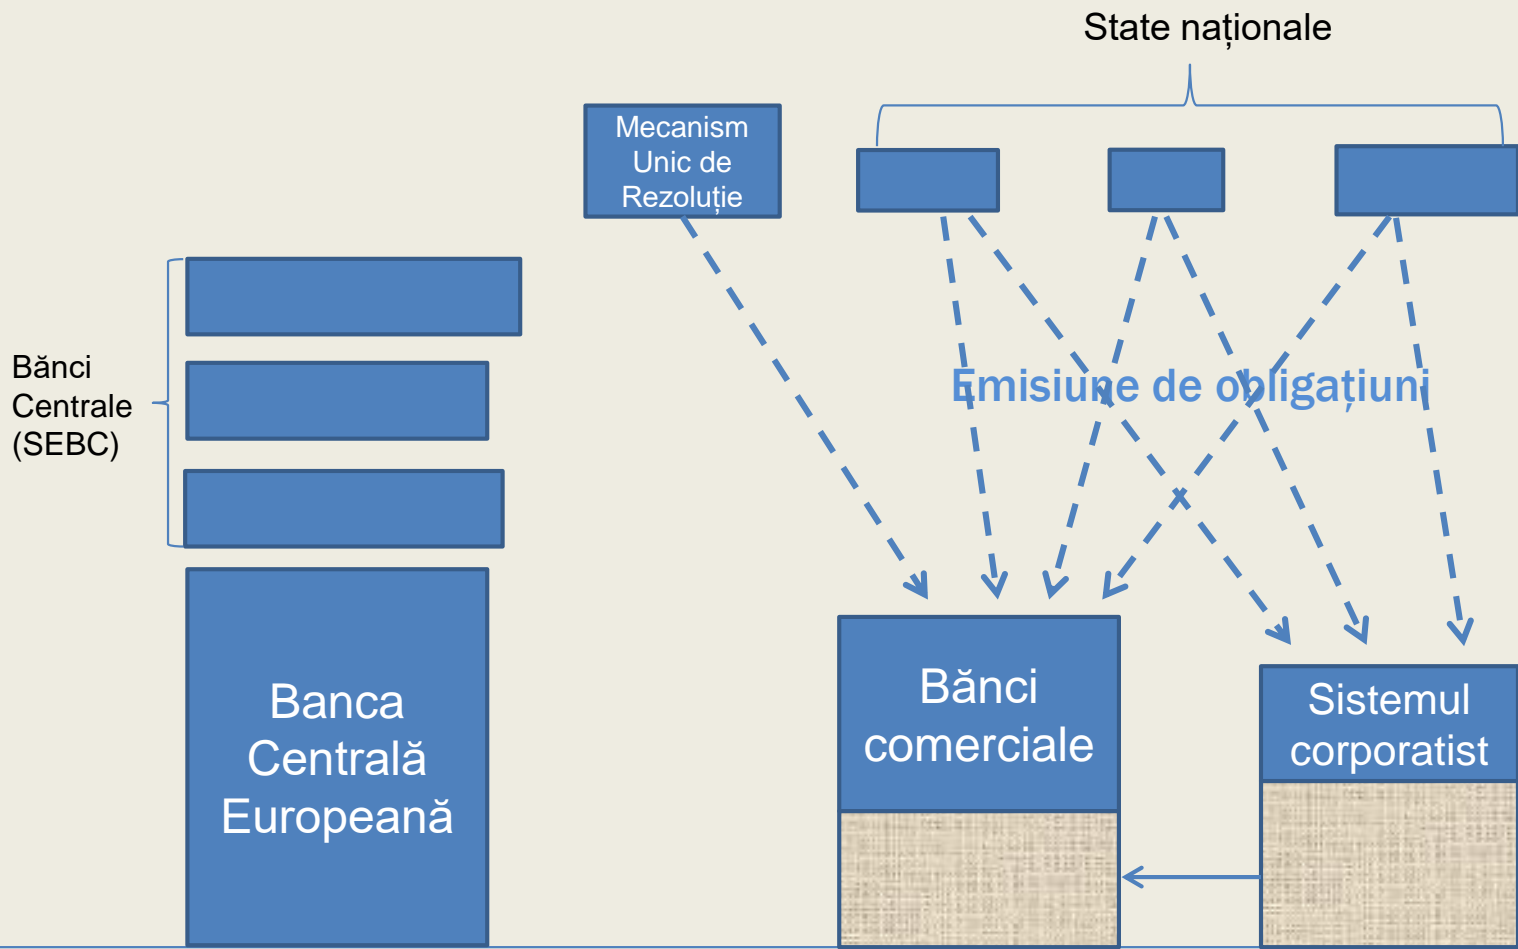 State naționale
Mecanism
Unic de
Rezoluție
Bănci
Centrale
(SEBC)
Emisiune de obligațiuni
Banca
Centrală
Europeană
Bănci
comerciale
Sistemul
corporatist